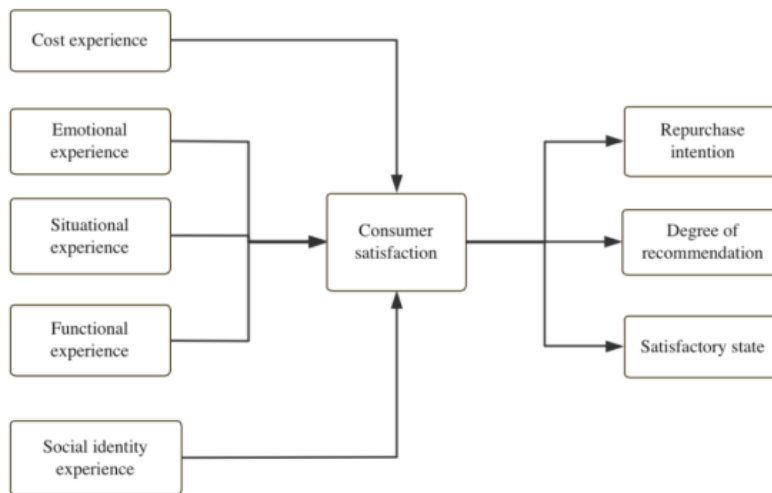 Cost experience
Emotional
experience
Situational
experience
Functional
experience
Social identity
experience
Consumer
satisfaction
Repurchase
intention
Degree of
recommendation
Satisfactory state